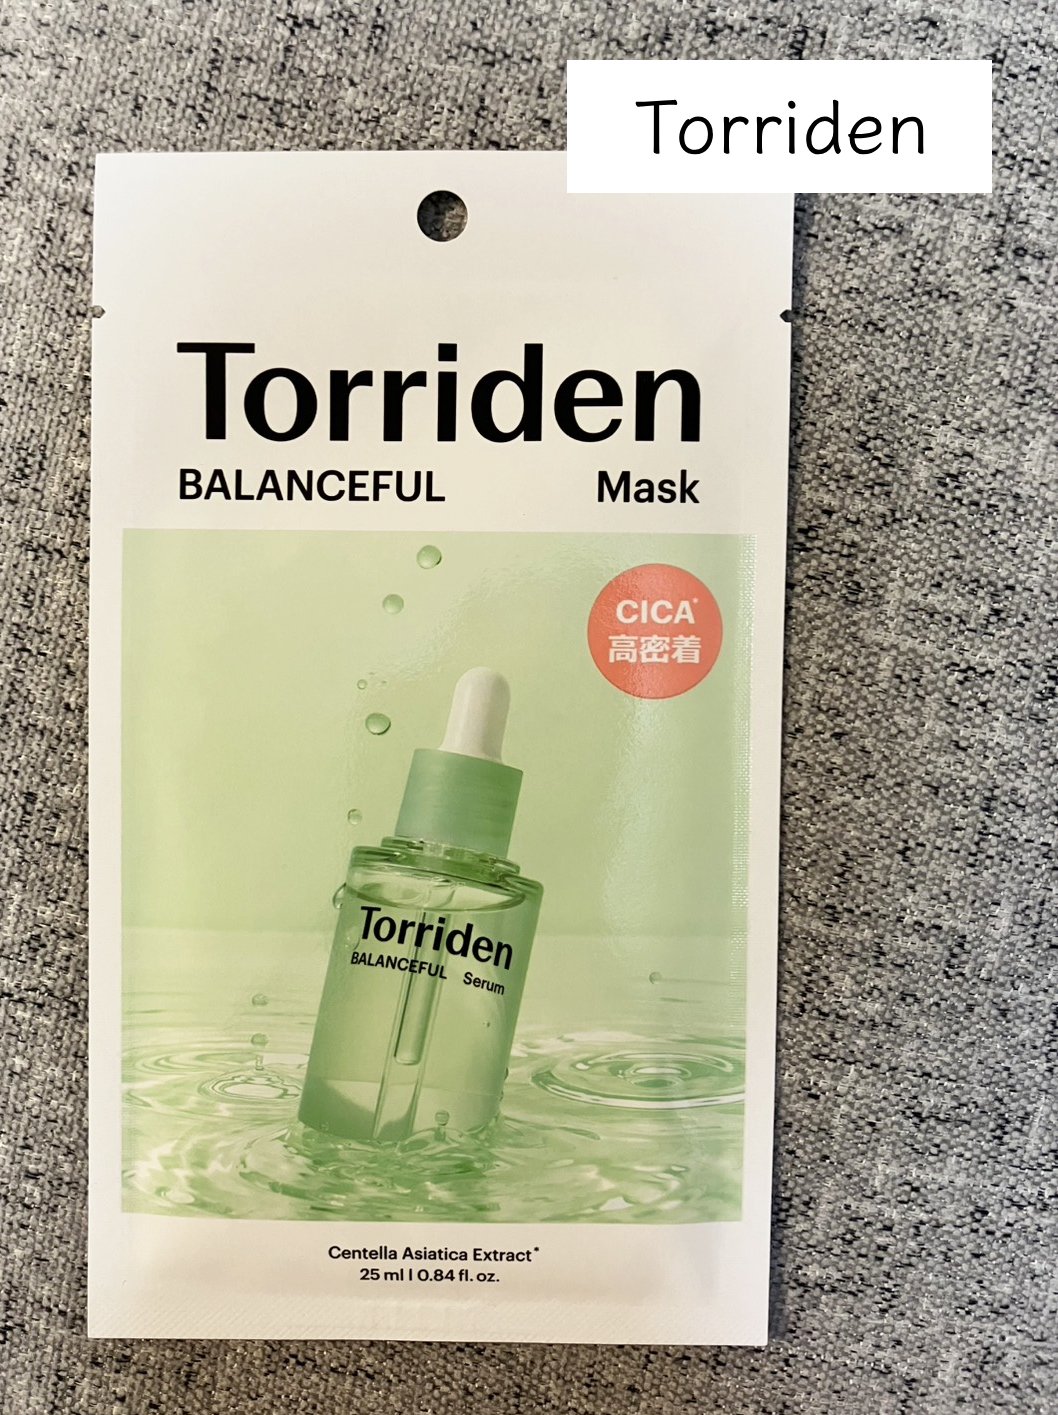 Torriden
Torriden
BALANCEFUL Mask
CICA*
高密着
Torriden
BALANCEFUL Serum
Centella Asiatica Extract*
25 ml | 0.84 fl. oz.